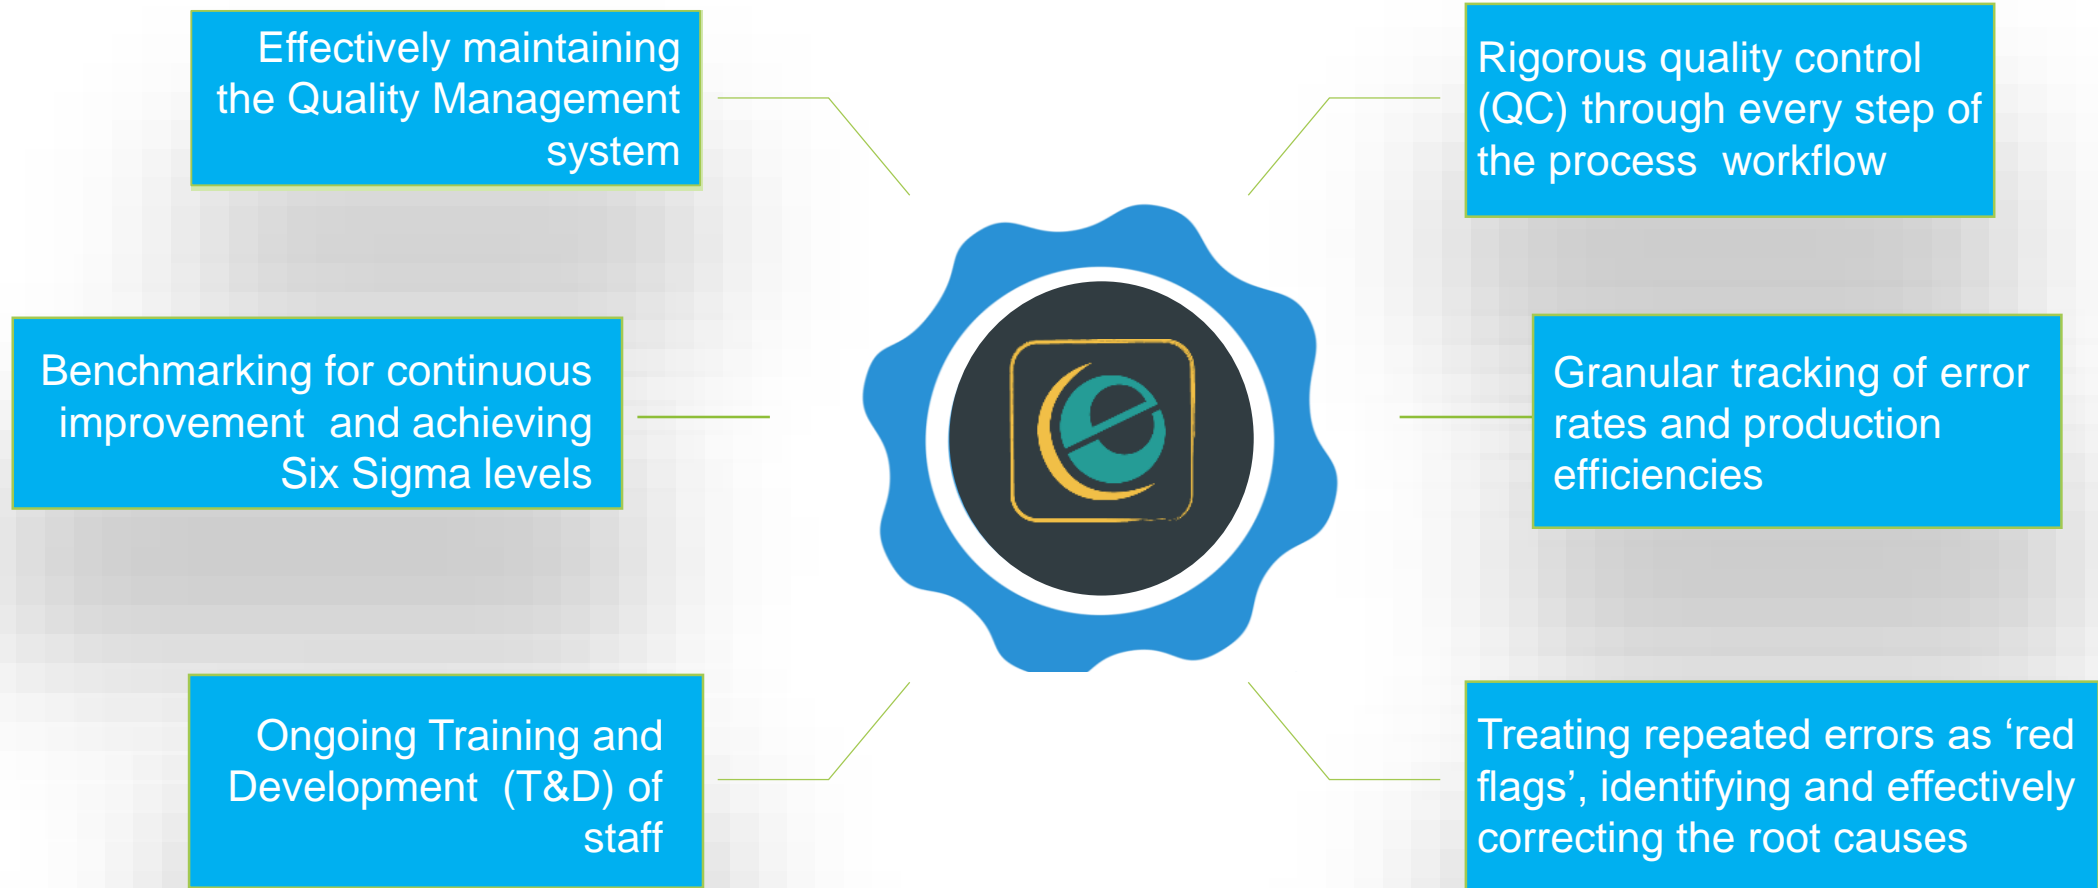 Effectively maintaining
the Quality Management
system
Benchmarking for continuous
improvement  and achieving
Six Sigma levels
Ongoing Training and
Development  (T&D) of
staff
Rigorous quality control
(QC) through every step of
the process  workflow
Granular tracking of error
rates and production
efficiencies
Treating repeated errors as ‘red
flags’, identifying and effectively
correcting the root causes